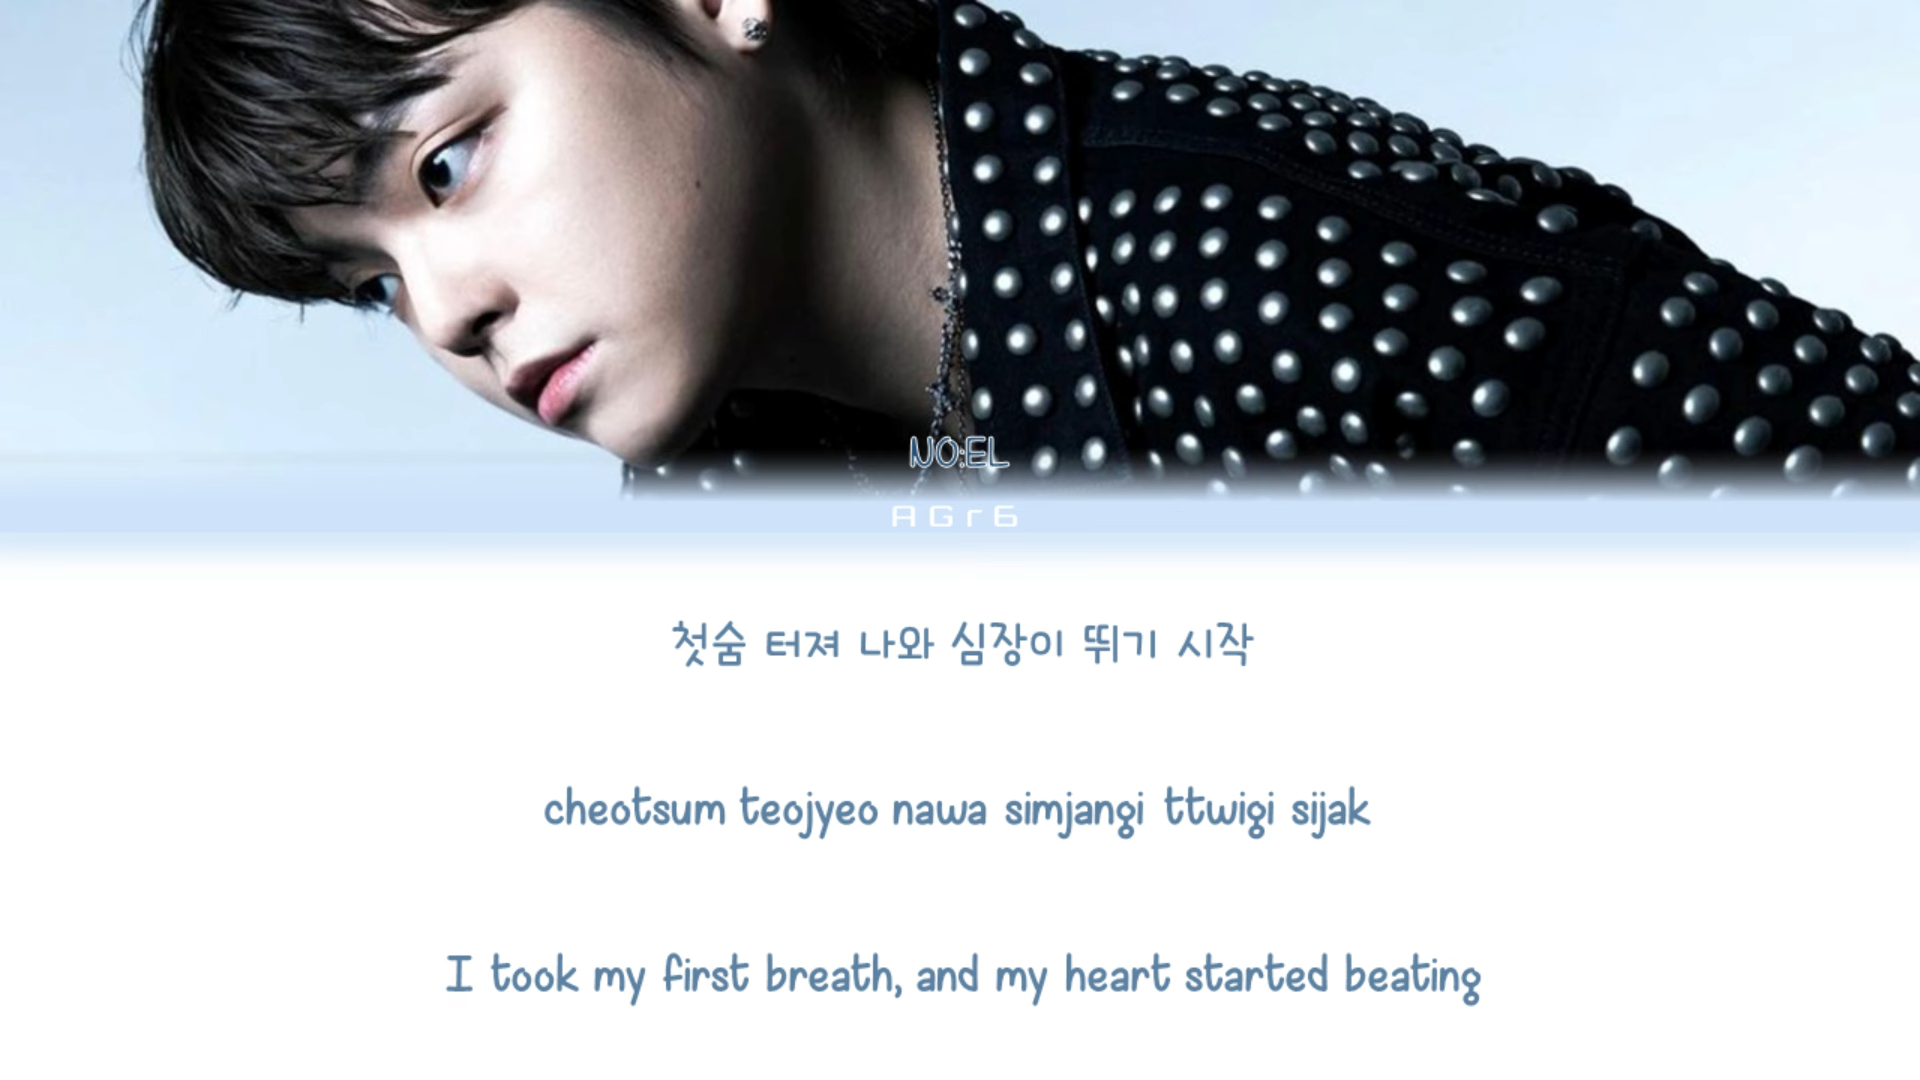 NO:EL
AGr6
첫숨 터져 나와 심장이 뛰기 시작
cheotsum teojyeo nawa simjangi ttwigi sijak
I took my first breath, and my heart started beating